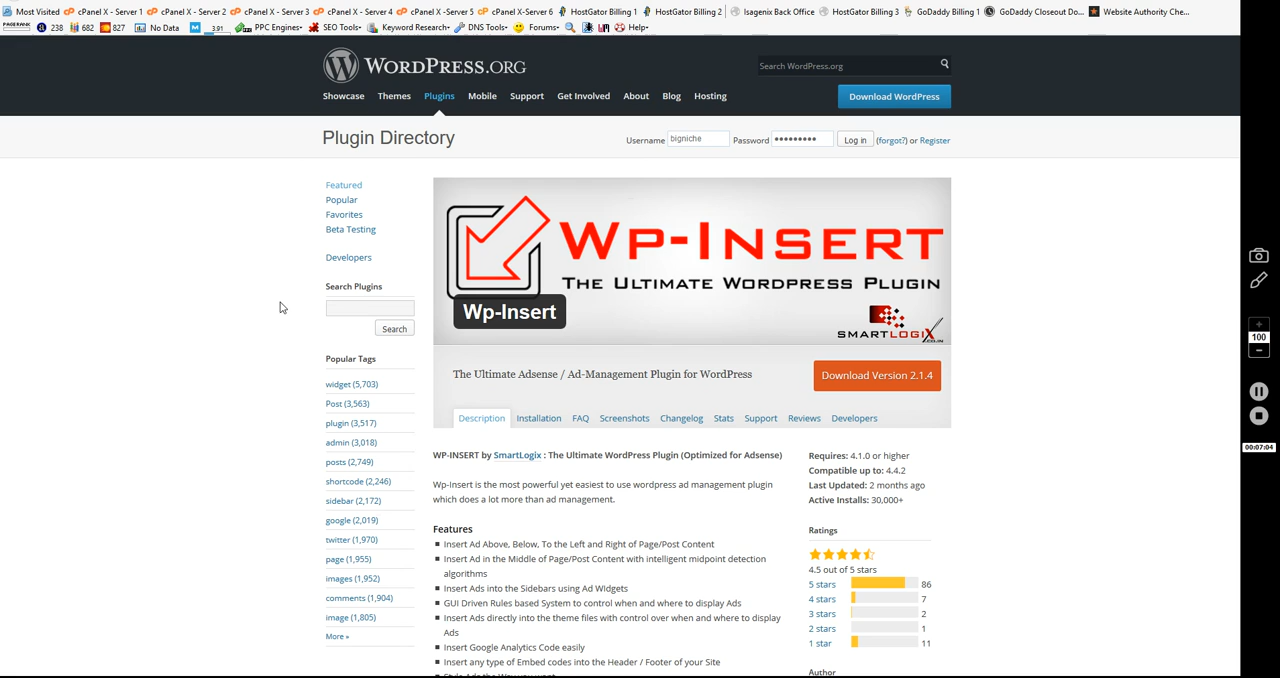 Most Visited cPanel X - Server 1 cPanel X - Server 2 cPanel X - Server 3 cPanel X - Server 4 cPanel X - Server 5 cPanel X-Server 6 HostGator Billing 1 HostGator Billing 2 Isagenix Back Office HostGator Billing 3 GoDaddy Billing 1 GoDaddy Closeout Do... Website Authority Che...
PAGERANK 238 682 827 No Data 3.91 PPC Engines SEO Tools Keyword Research DNS Tools Forums Help
WORDPRESS.ORG
Search WordPress.org
Showcase Themes Plugins Mobile Support Get Involved About Blog Hosting Download WordPress
Plugin Directory
Username bigniche Password ••••••••• Log in (forgot?) or Register
Featured
Popular
Favorites
Beta Testing
Developers
Search Plugins
Search
Popular Tags
widget (5,703)
Post (3,563)
plugin (3,517)
admin (3,018)
posts (2,749)
shortcode (2,246)
sidebar (2,172)
google (2,019)
twitter (1,970)
page (1,955)
images (1,952)
comments (1,904)
image (1,805)
More »
WP-INSERT
THE ULTIMATE WORDPRESS PLUGIN
Wp-Insert
SMARTLOGIX.CO.IN
The Ultimate Adsense / Ad-Management Plugin for WordPress
Download Version 2.1.4
Description Installation FAQ Screenshots Changelog Stats Support Reviews Developers
WP-INSERT by SmartLogix : The Ultimate WordPress Plugin (Optimized for Adsense)
Wp-Insert is the most powerful yet easiest to use wordpress ad management plugin
which does a lot more than ad management.
Features
Insert Ad Above, Below, To the Left and Right of Page/Post Content
Insert Ad in the Middle of Page/Post Content with intelligent midpoint detection
algorithms
Insert Ads into the Sidebars using Ad Widgets
GUI Driven Rules based System to control when and where to display Ads
Insert Ads directly into the theme files with control over when and where to display
Ads
Insert Google Analytics Code easily
Insert any type of Embed codes into the Header / Footer of your Site
Style Ads the Way you want
Requires: 4.1.0 or higher
Compatible up to: 4.4.2
Last Updated: 2 months ago
Active Installs: 30,000+
Ratings
4.5 out of 5 stars
5 stars 86
4 stars 7
3 stars 2
2 stars 1
1 star 11
Author
100
00:07:04